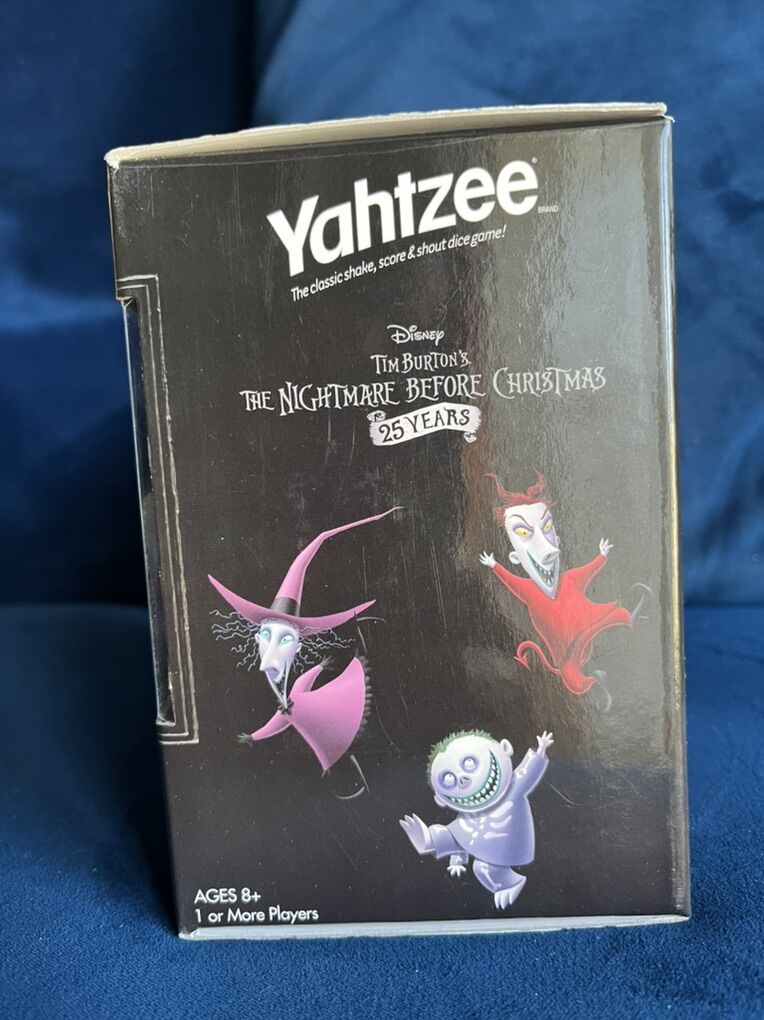 Yahtzee®
BRAND
The classic shake, score & shout dice game!
Disney
TIM BURTON'S
THE NIGHTMARE BEFORE CHRISTMAS
25 YEARS
AGES 8+
1 or More Players